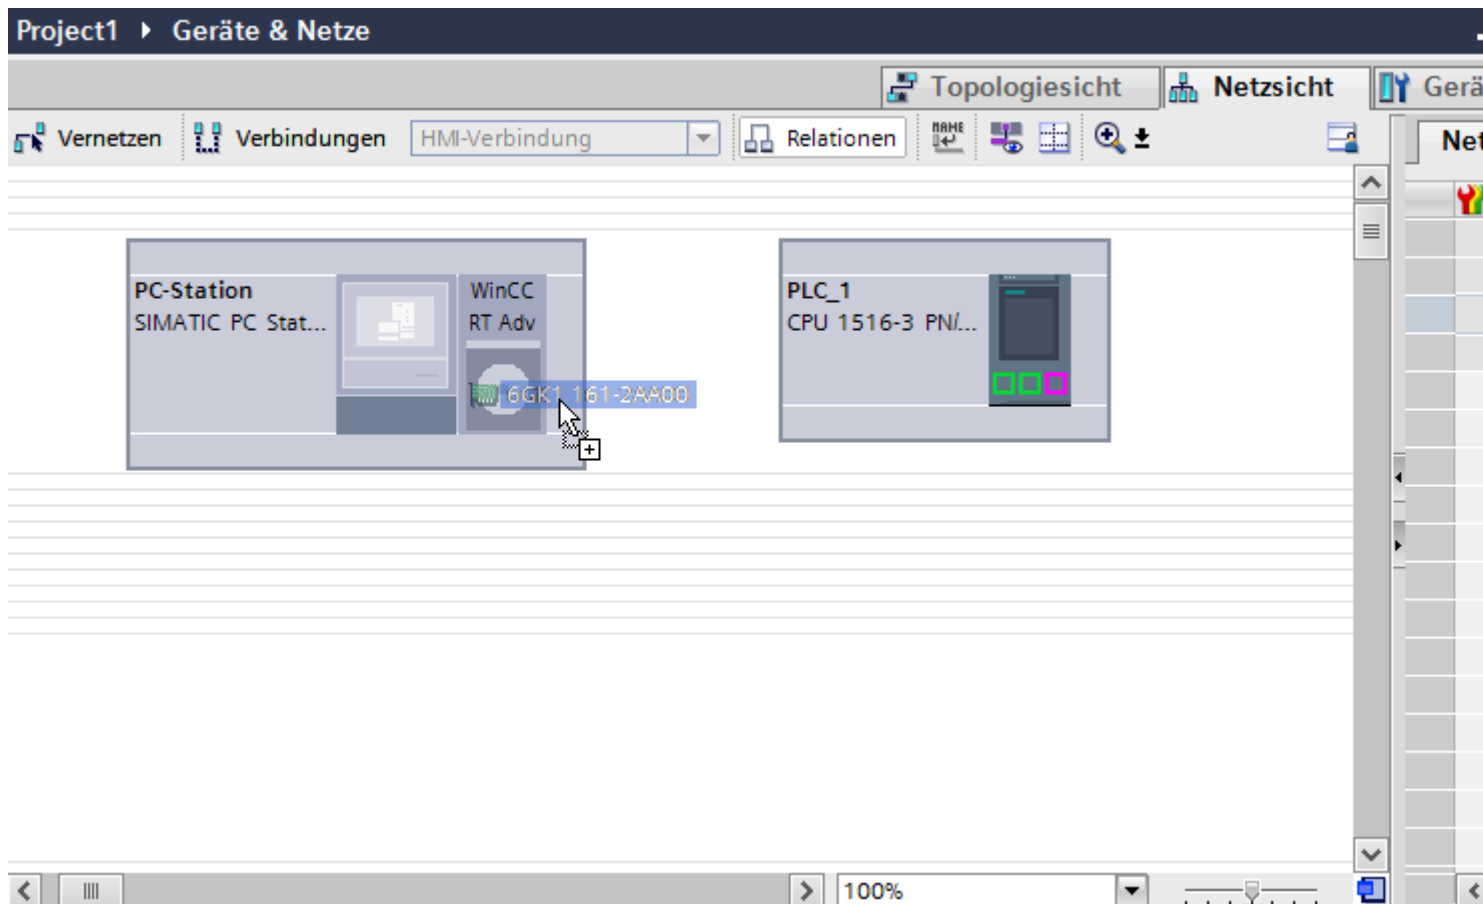 Project1 Geräte & Netze
Topologiesicht Netzsicht Gerä
Vernetzen Verbindungen HMI-Verbindung Relationen NAME Net
PC-Station
SIMATIC PC Stat...
WinCC
RT Adv
6GK1 161-2AA00
PLC_1
CPU 1516-3 PN/...
100%